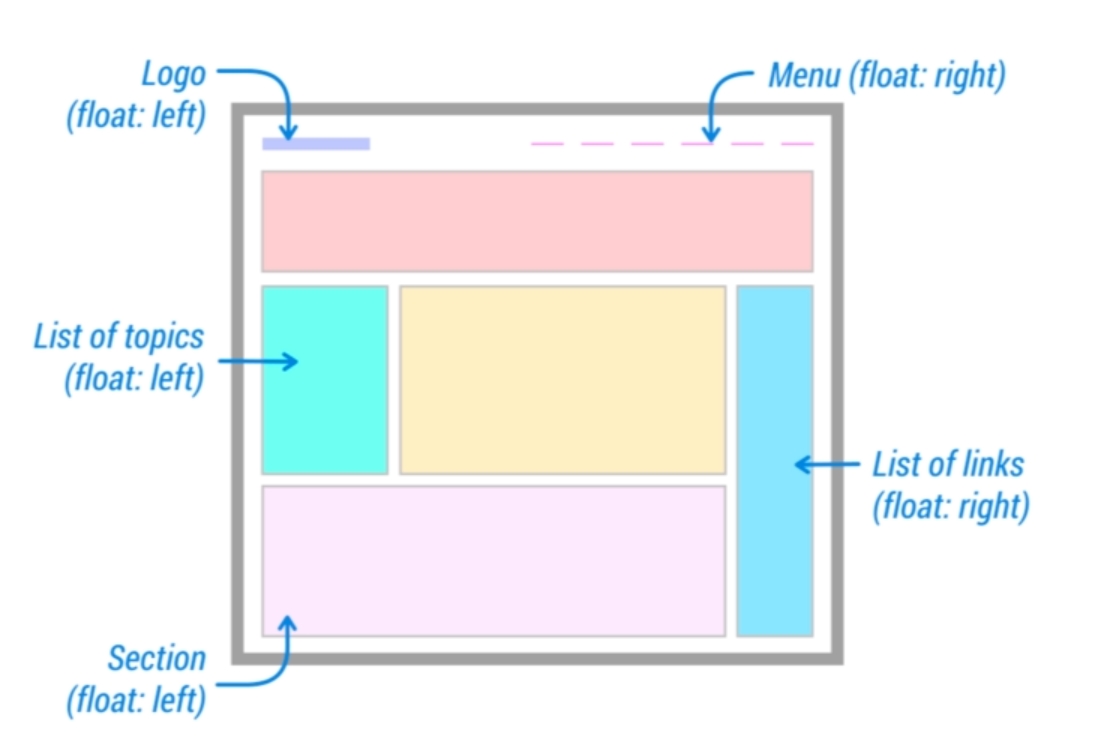 Logo
(float: left)
Menu (float: right)
List of topics
(float: left)
List of links
(float: right)
Section
(float: left)